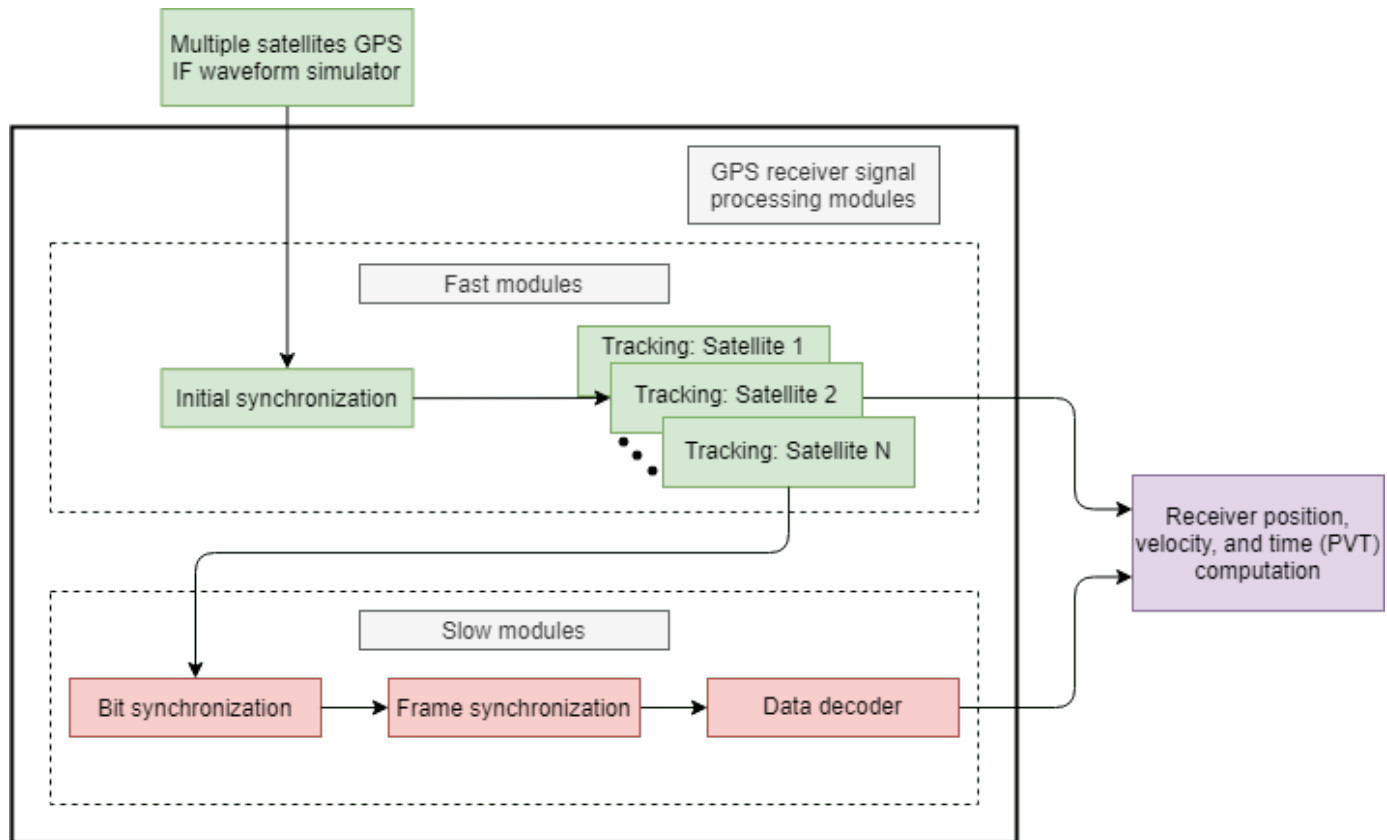 Multiple satellites GPS
IF waveform simulator
GPS receiver signal
processing modules
Fast modules
Tracking: Satellite 1
Tracking: Satellite 2
Tracking: Satellite N
Initial synchronization
Receiver position,
velocity, and time (PVT)
computation
Slow modules
Bit synchronization
Frame synchronization
Data decoder